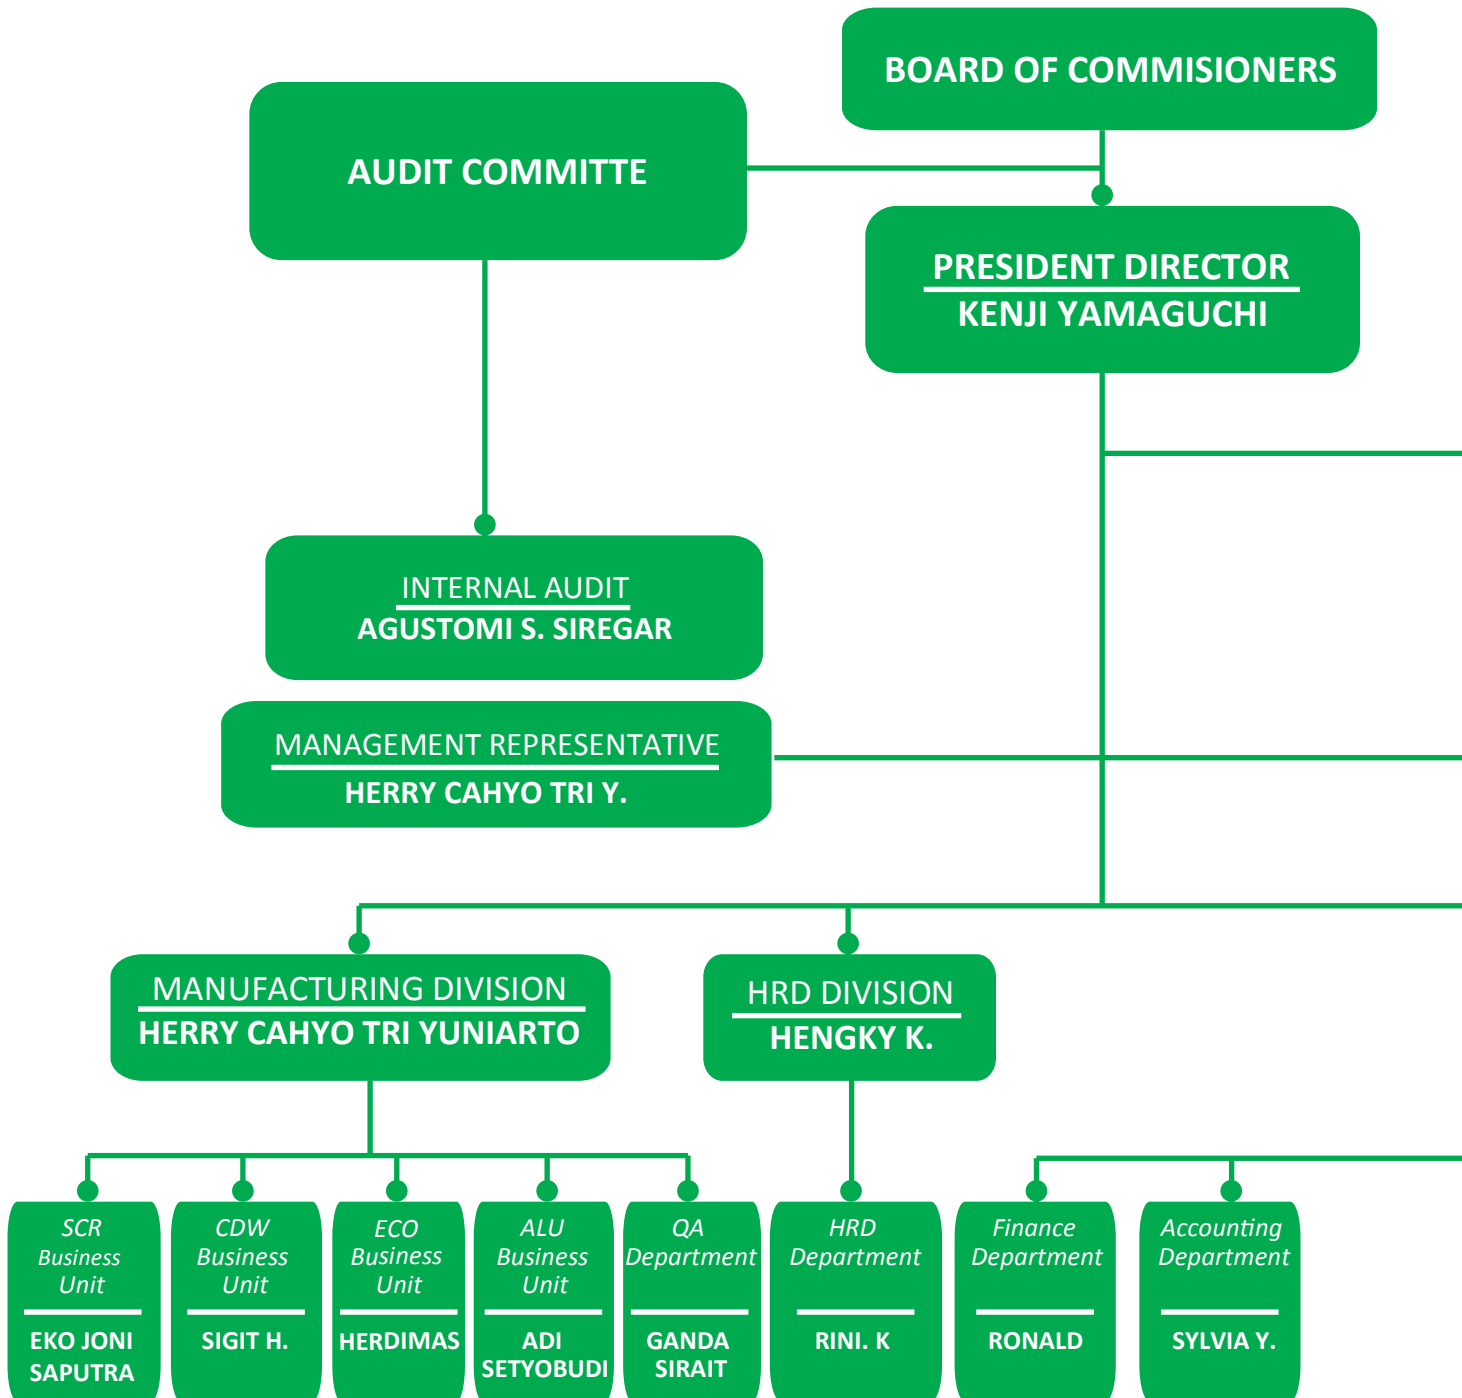 BOARD OF COMMISIONERS
AUDIT COMMITTE
PRESIDENT DIRECTOR
KENJI YAMAGUCHI
INTERNAL AUDIT
AGUSTOMI S. SIREGAR
MANAGEMENT REPRESENTATIVE
HERRY CAHYO TRI Y.
MANUFACTURING DIVISION
HERRY CAHYO TRI YUNIARTO
HRD DIVISION
HENGKY K.
SCR
Business
Unit
EKO JONI
SAPUTRA
CDW
Business
Unit
SIGIT H.
ECO
Business
Unit
HERDIMAS
ALU
Business
Unit
ADI
SETYOBUDI
QA
Department
GANDA
SIRAIT
HRD
Department
RINI. K
Finance
Department
RONALD
Accounting
Department
SYLVIA Y.